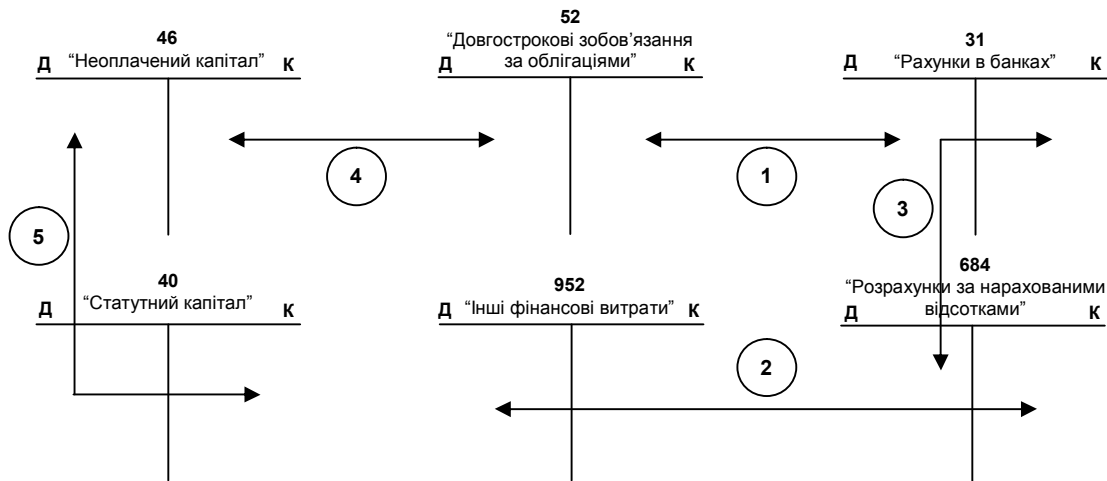 46
“Неоплачений капітал”
Д К
52
“Довгострокові зобов’язання
за облігаціями”
Д К
31
“Рахунки в банках”
Д К
4
1
3
5
40
“Статутний капітал”
Д К
952
“Інші фінансові витрати”
Д К
684
“Розрахунки за нарахованими
відсотками”
Д К
2